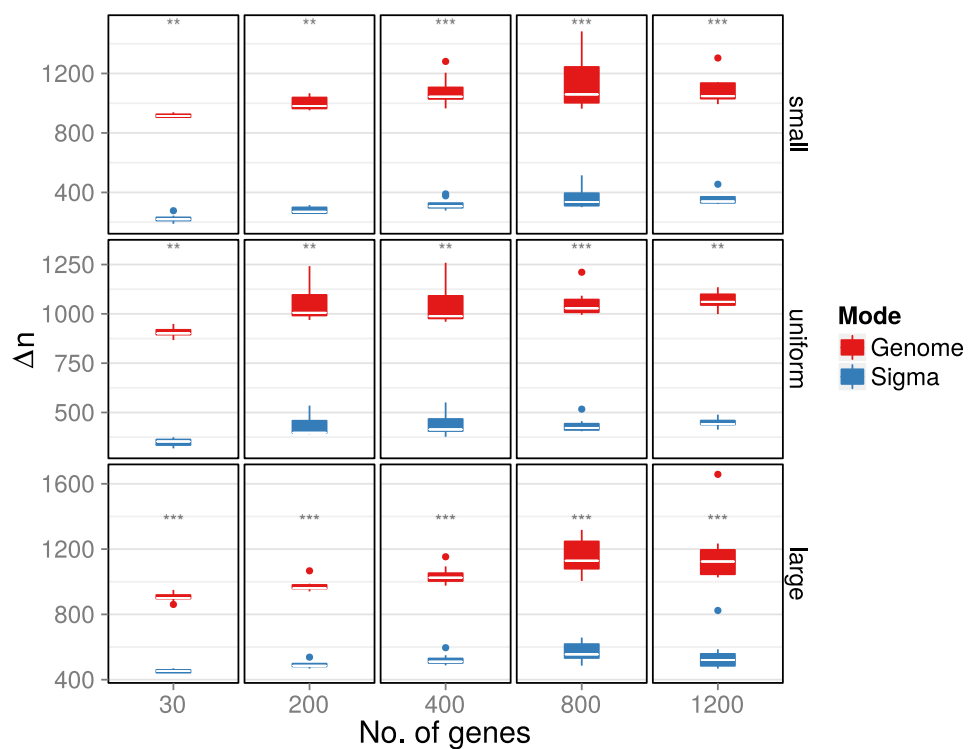 ** ** *** *** ***
1200
800
400
small
** ** ** *** **
1250
1000
750
500
uniform
*** *** *** *** ***
1600
1200
800
400
large
Δn
30 200 400 800 1200
No. of genes
Mode
Genome
Sigma